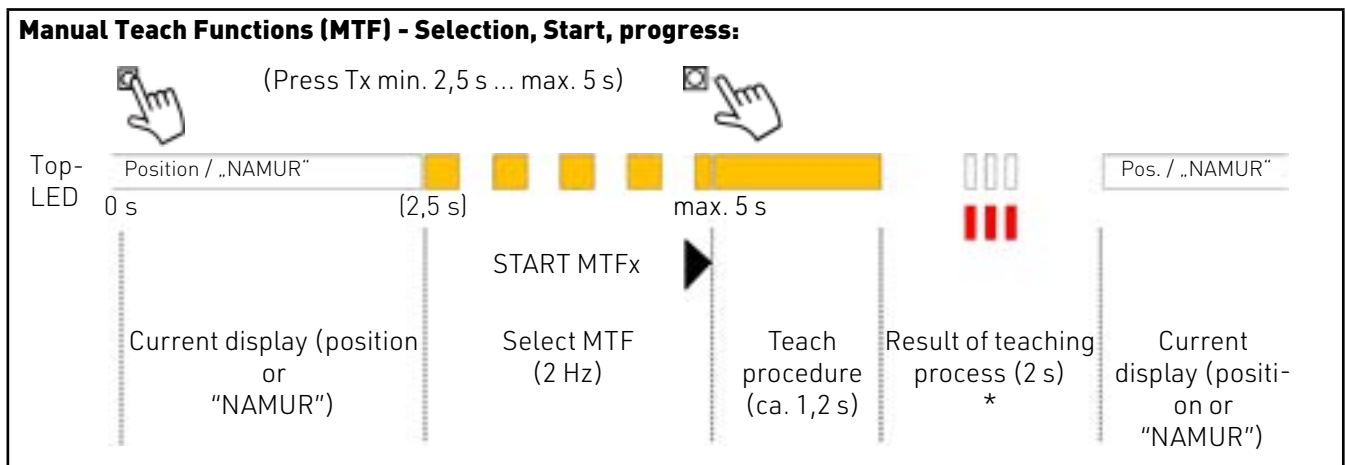 Manual Teach Functions (MTF) - Selection, Start, progress:
(Press Tx min. 2,5 s ... max. 5 s)
Top-
LED
Position / „NAMUR“
Pos. / „NAMUR“
0 s
(2,5 s)
max. 5 s
START MTFx
Current display (position
or
“NAMUR”)
Select MTF
(2 Hz)
Teach
procedure
(ca. 1,2 s)
Result of teaching
process (2 s)
*
Current
display (positi-
on or
“NAMUR”)